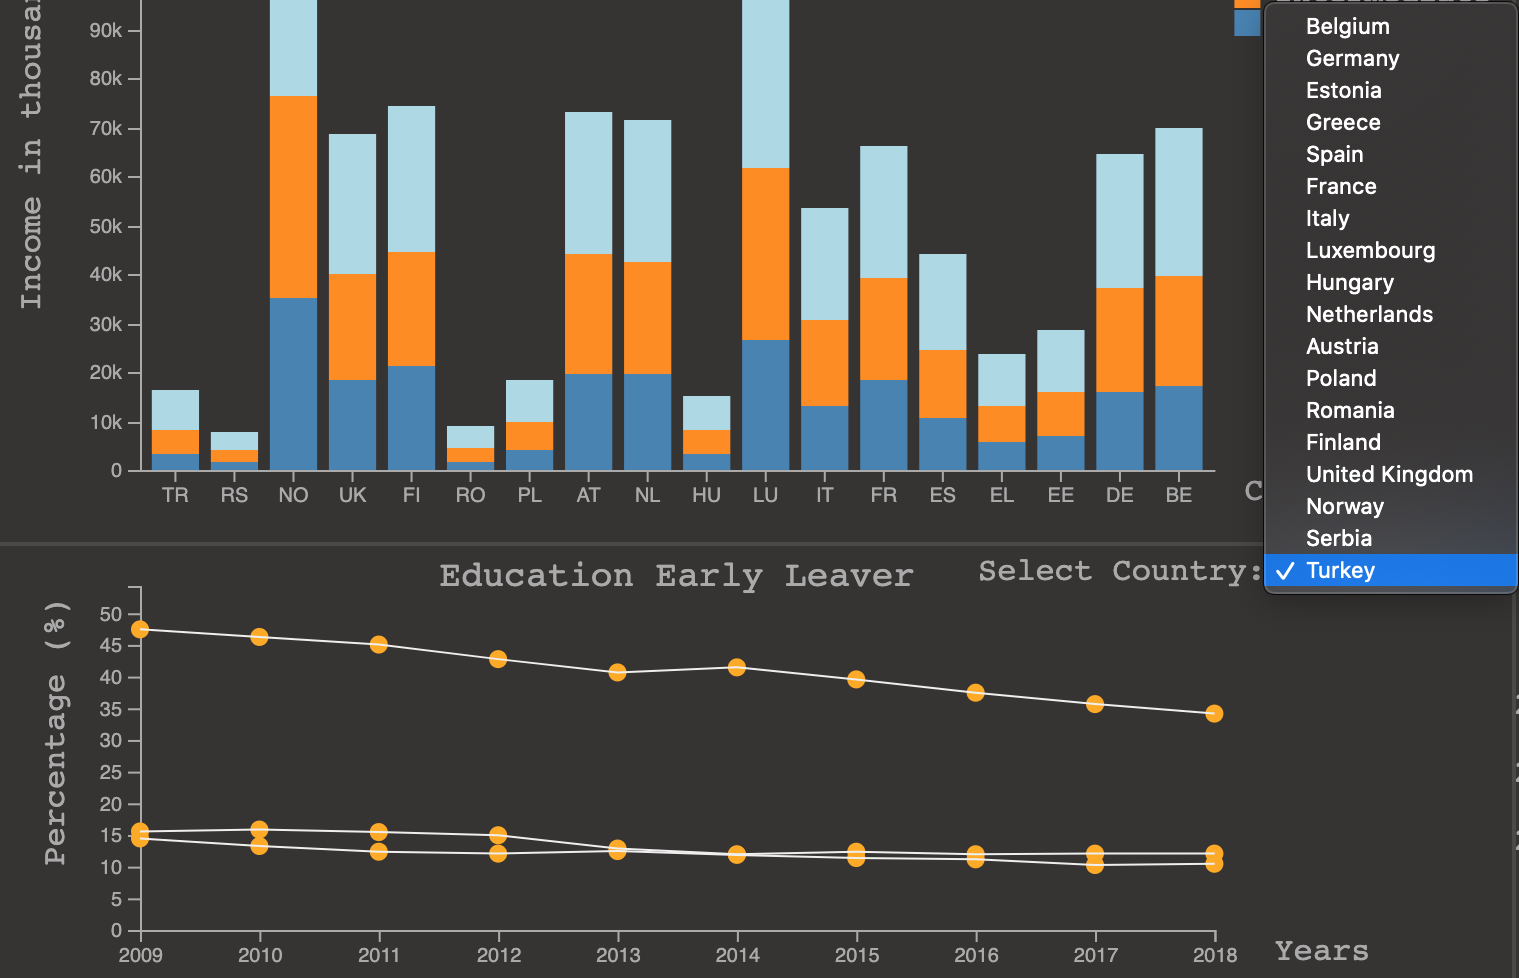 Income in thousan
90k
80k
70k
60k
50k
40k
30k
20k
10k
0
TR RS NO UK FI RO PL AT NL HU LU IT FR ES EL EE DE BE
C
Belgium
Germany
Estonia
Greece
Spain
France
Italy
Luxembourg
Hungary
Netherlands
Austria
Poland
Romania
Finland
United Kingdom
Norway
Serbia
✓ Turkey
Education Early Leaver
Select Country:
Percentage (%)
50
45
40
35
30
25
20
15
10
5
0
2009 2010 2011 2012 2013 2014 2015 2016 2017 2018
Years